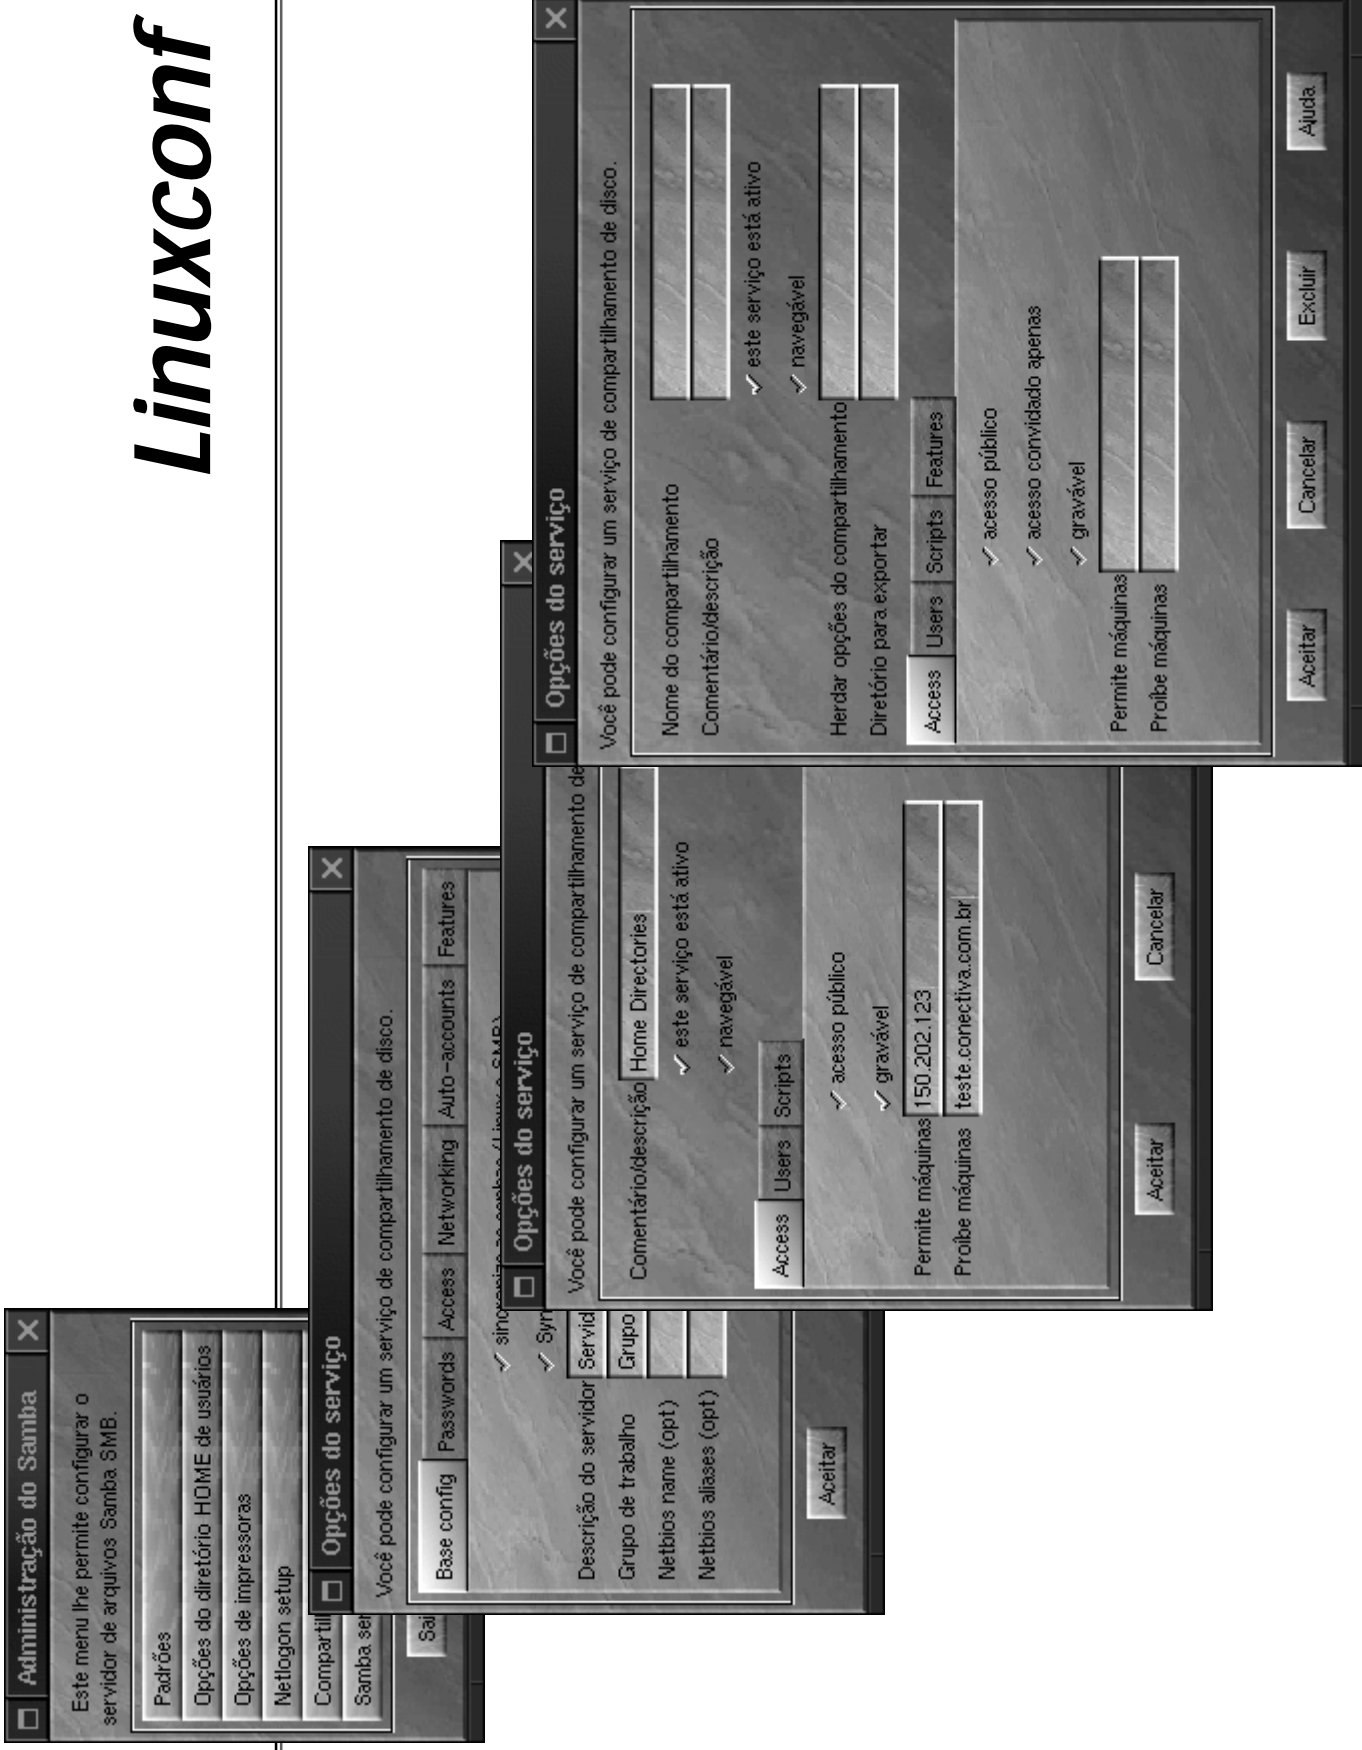 Linuxconf
Administração do Samba
Este menu lhe permite configurar o
servidor de arquivos Samba SMB.
Padrões
Opções do diretório HOME de usuários
Opções de impressoras
Netlogon setup
Compartil
Samba ser
Sai
Opções do serviço
Você pode configurar um serviço de compartilhamento de disco.
Base config Passwords Access Networking Auto-accounts Features
Descrição do servidor Servid
Grupo de trabalho Grupo
Netbios name (opt)
Netbios aliases (opt)
Aceitar
Opções do serviço
Você pode configurar um serviço de compartilhamento de
Comentário/descrição Home Directories
este serviço está ativo
navegável
Access Users Scripts
acesso público
gravável
Permite máquinas 150.202.123
Proíbe máquinas teste.conectiva.com.br
Aceitar Cancelar
Opções do serviço
Você pode configurar um serviço de compartilhamento de disco.
Nome do compartilhamento
Comentário/descrição
este serviço está ativo
navegável
Herdar opções do compartilhamento
Diretório para exportar
Access Users Scripts Features
acesso público
acesso convidado apenas
gravável
Permite máquinas
Proíbe máquinas
Aceitar Cancelar Excluir Ajuda